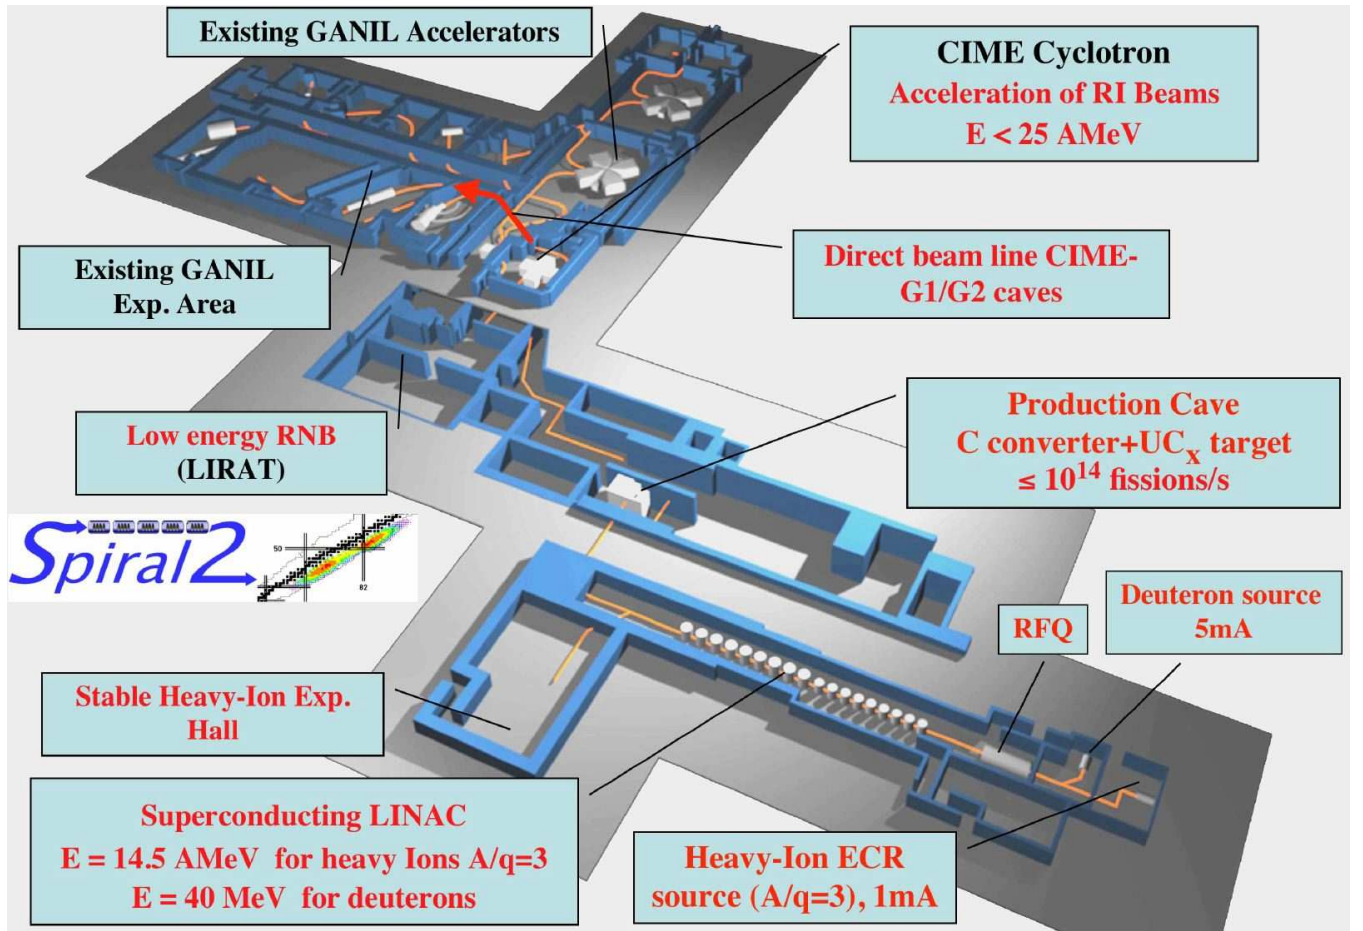 Existing GANIL Accelerators
CIME Cyclotron
Acceleration of RI Beams
E < 25 AMeV
Existing GANIL
Exp. Area
Direct beam line CIME-
G1/G2 caves
Low energy RNB
(LIRAT)
Production Cave
C converter+UCx target
≤ 10¹⁴ fissions/s
Spiral2
50
82
RFQ
Deuteron source
5mA
Stable Heavy-Ion Exp.
Hall
Superconducting LINAC
E = 14.5 AMeV for heavy Ions A/q=3
E = 40 MeV for deuterons
Heavy-Ion ECR
source (A/q=3), 1mA